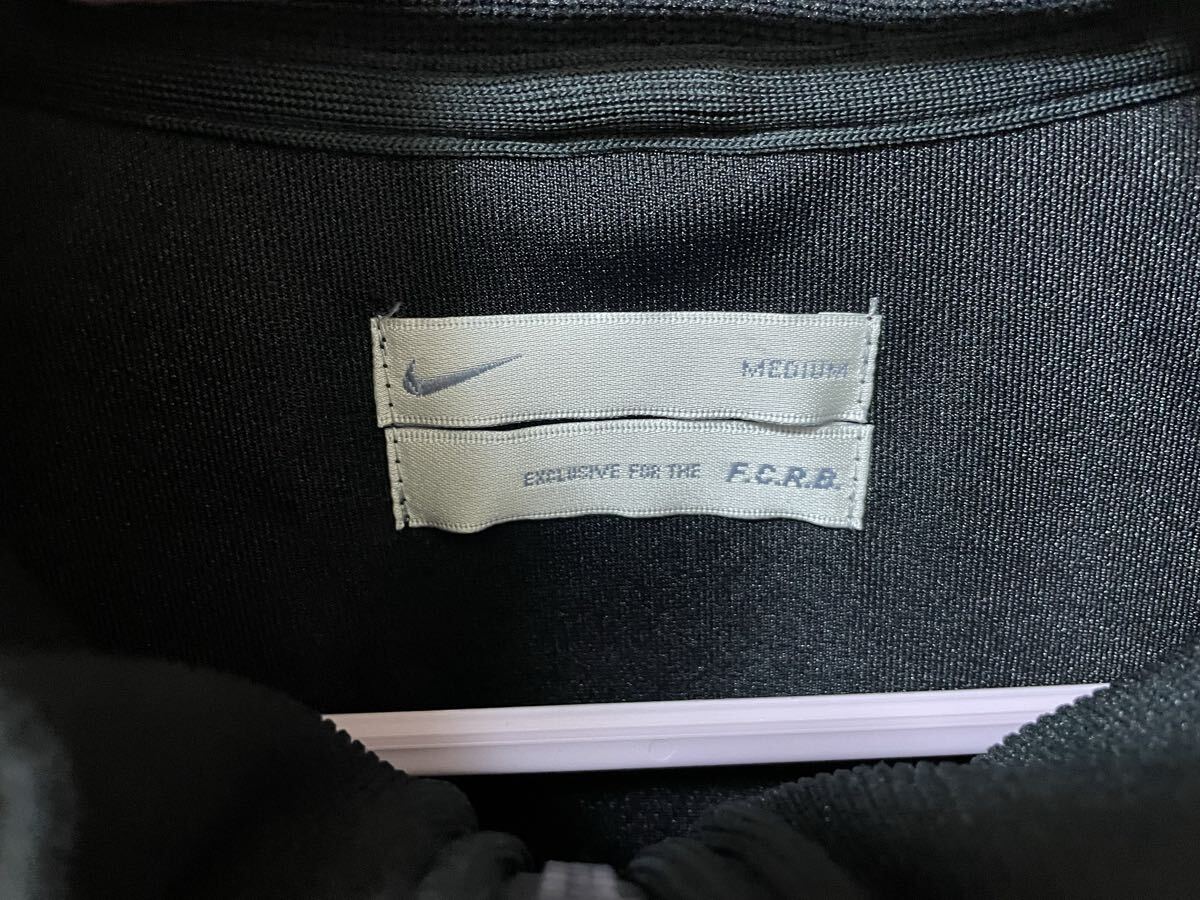 MEDIUM
EXCLUSIVE FOR THE F.C.R.B.